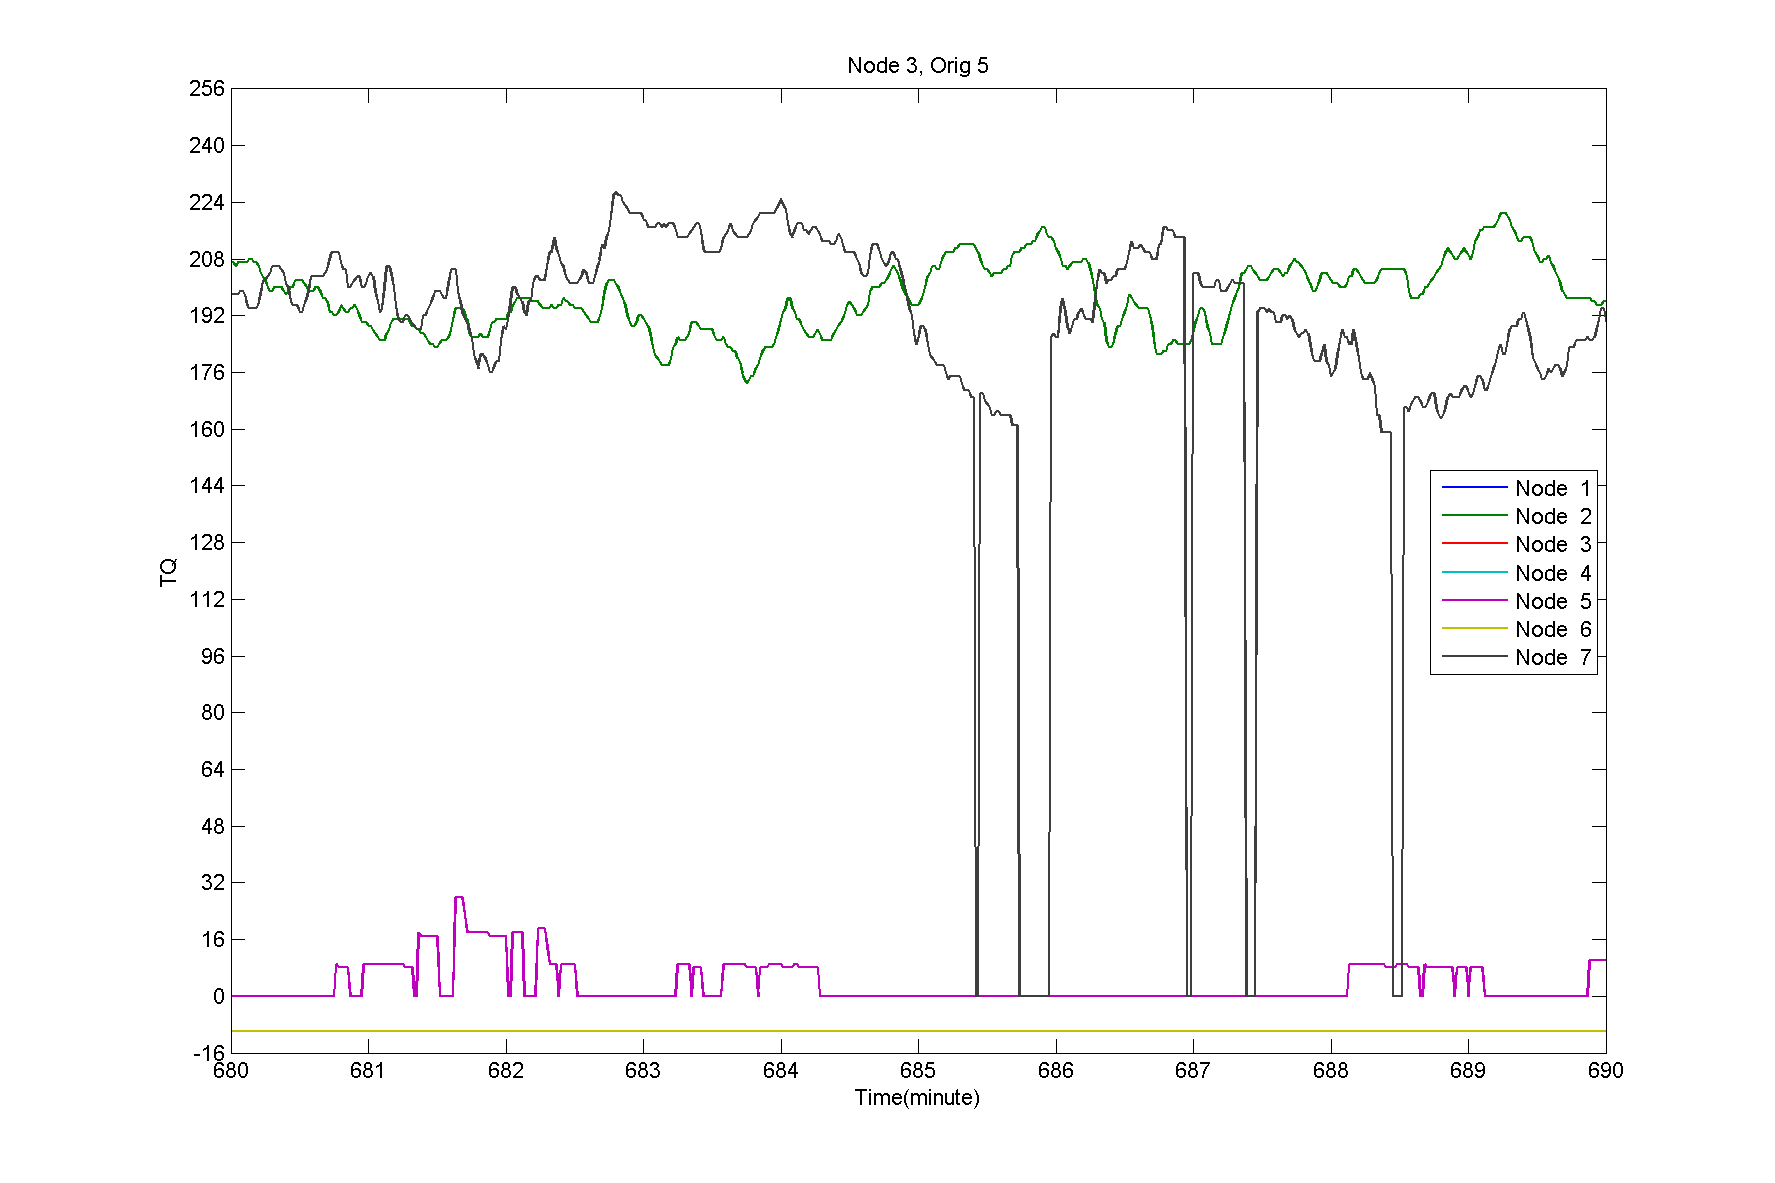 Node 3, Orig 5
256
240
224
208
192
176
160
144
128
112
96
80
64
48
32
16
0
-16
TQ
Node 1
Node 2
Node 3
Node 4
Node 5
Node 6
Node 7
680 681 682 683 684 685 686 687 688 689 690
Time(minute)